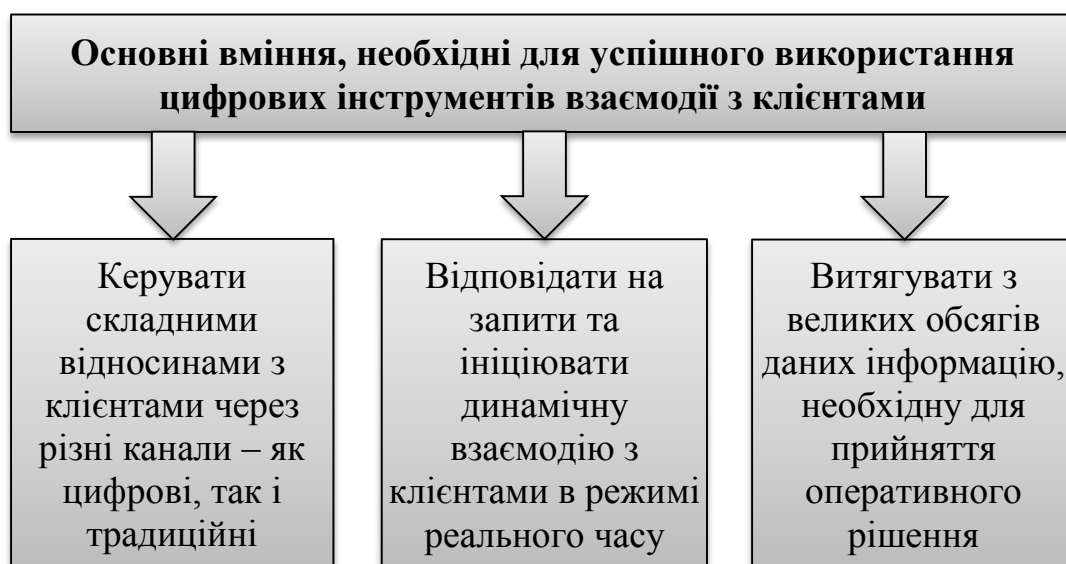 Основні вміння, необхідні для успішного використання
цифрових інструментів взаємодії з клієнтами
Керувати
складними
відносинами з
клієнтами через
різні канали – як
цифрові, так і
традиційні
Відповідати на
запити та
ініціювати
динамічну
взаємодію з
клієнтами в режимі
реального часу
Витягувати з
великих обсягів
даних інформацію,
необхідну для
прийняття
оперативного
рішення